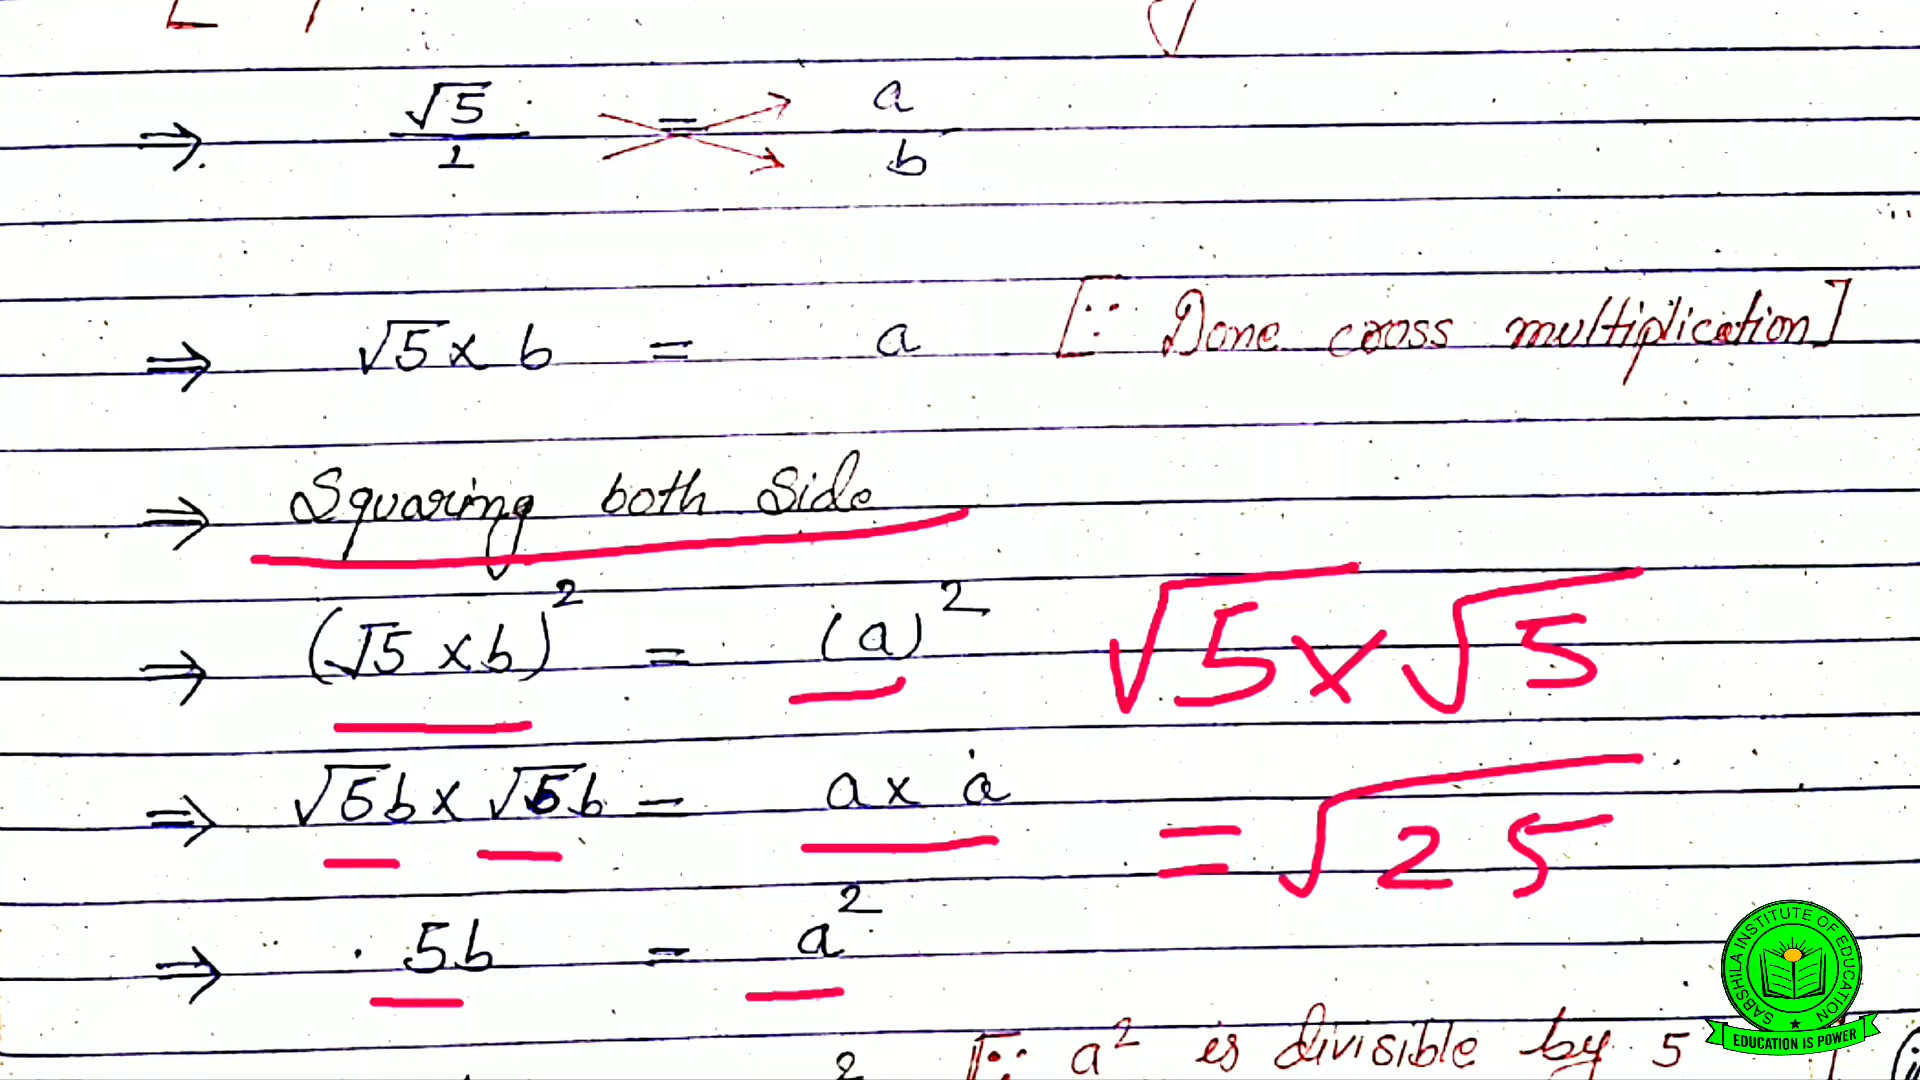 ⇒ √5/1 = a/b
⇒ √5 × b = a [∵ Done cross multiplication]
⇒ Squaring both side
⇒ (√5 × b)² = (a)² √5 × √5
⇒ √5b × √5b = a × a = √25
⇒ 5b = a²
[∵ a² is divisible by 5
SABSHILA INSTITUTE OF EDUCATION
EDUCATION IS POWER